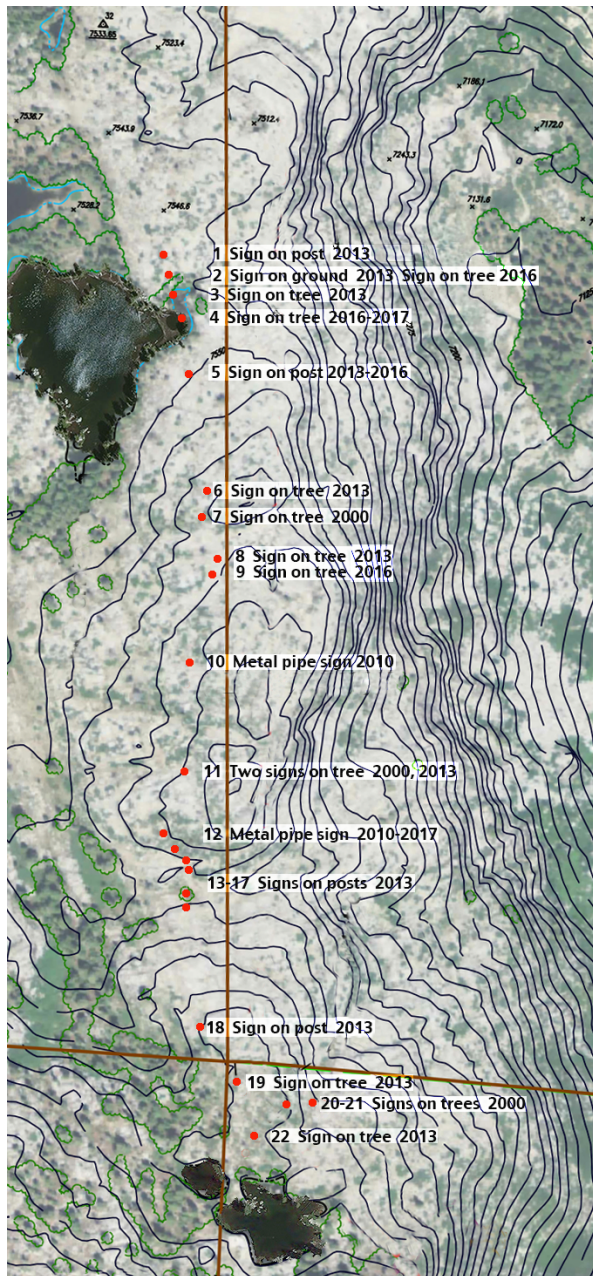 32
7533.65
7523.4
7186.1
7536.7
7512.4
7543.9
7172.0
7243.3
7528.2
7546.6
7131.6
1 Sign on post 2013
2 Sign on ground 2013 Sign on tree 2016
3 Sign on tree 2013
7125
4 Sign on tree 2016-2017
7550
5 Sign on post 2013-2016
6 Sign on tree 2013
7 Sign on tree 2000
8 Sign on tree 2013
9 Sign on tree 2016
10 Metal pipe sign 2010
11 Two signs on tree 2000, 2013
12 Metal pipe sign 2010-2017
13-17 Signs on posts 2013
18 Sign on post 2013
19 Sign on tree 2013
20-21 Signs on trees 2000
22 Sign on tree 2013